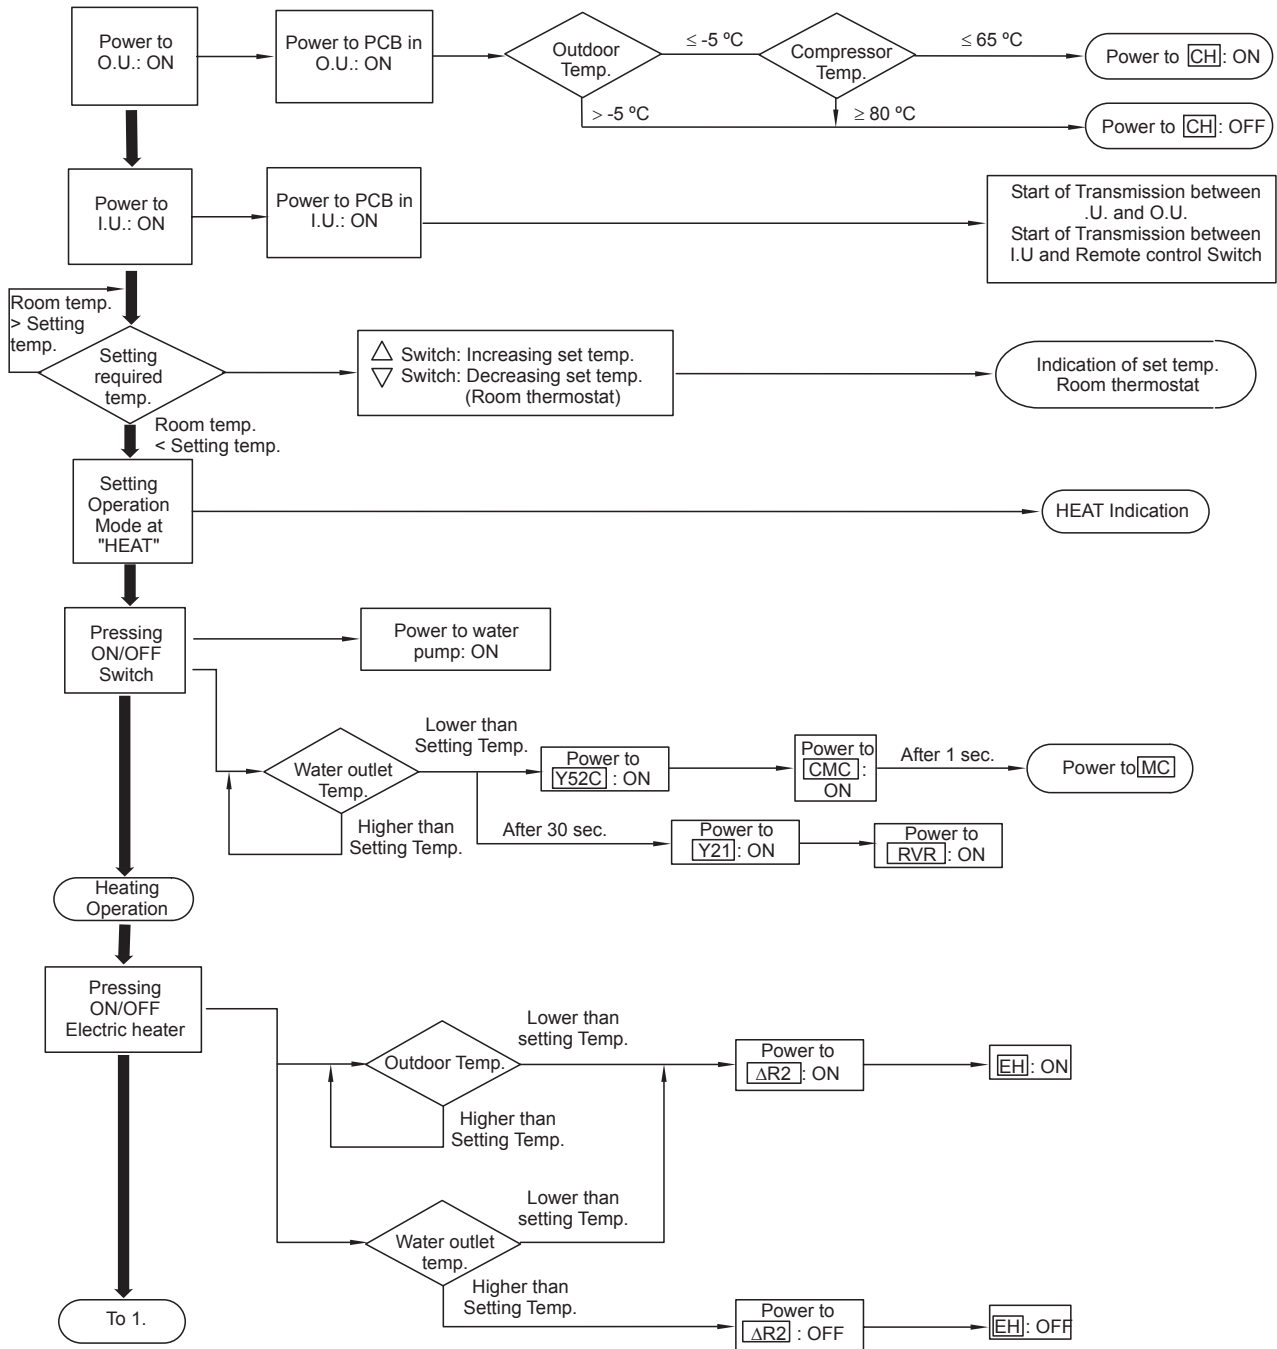 Power to
O.U.: ON
Power to PCB in
O.U.: ON
Outdoor
Temp.
≤ -5 ºC
> -5 ºC
Compressor
Temp.
≤ 65 ºC
≥ 80 ºC
Power to CH: ON
Power to CH: OFF
Power to
I.U.: ON
Power to PCB in
I.U.: ON
Start of Transmission between
.U. and O.U.
Start of Transmission between
I.U and Remote control Switch
Room temp.
> Setting
temp.
Setting
required
temp.
△ Switch: Increasing set temp.
▽ Switch: Decreasing set temp.
(Room thermostat)
Indication of set temp.
Room thermostat
Room temp.
< Setting temp.
Setting
Operation
Mode at
"HEAT"
HEAT Indication
Pressing
ON/OFF
Switch
Power to water
pump: ON
Water outlet
Temp.
Lower than
Setting Temp.
Higher than
Setting Temp.
Power to
Y52C : ON
Power to
CMC :
ON
After 1 sec.
Power to MC
After 30 sec.
Power to
Y21 : ON
Power to
RVR : ON
Heating
Operation
Pressing
ON/OFF
Electric heater
Outdoor Temp.
Lower than
setting Temp.
Higher than
Setting Temp.
Power to
ΔR2 : ON
EH: ON
Water outlet
temp.
Lower than
setting Temp.
Higher than
Setting Temp.
Power to
ΔR2 : OFF
EH: OFF
To 1.